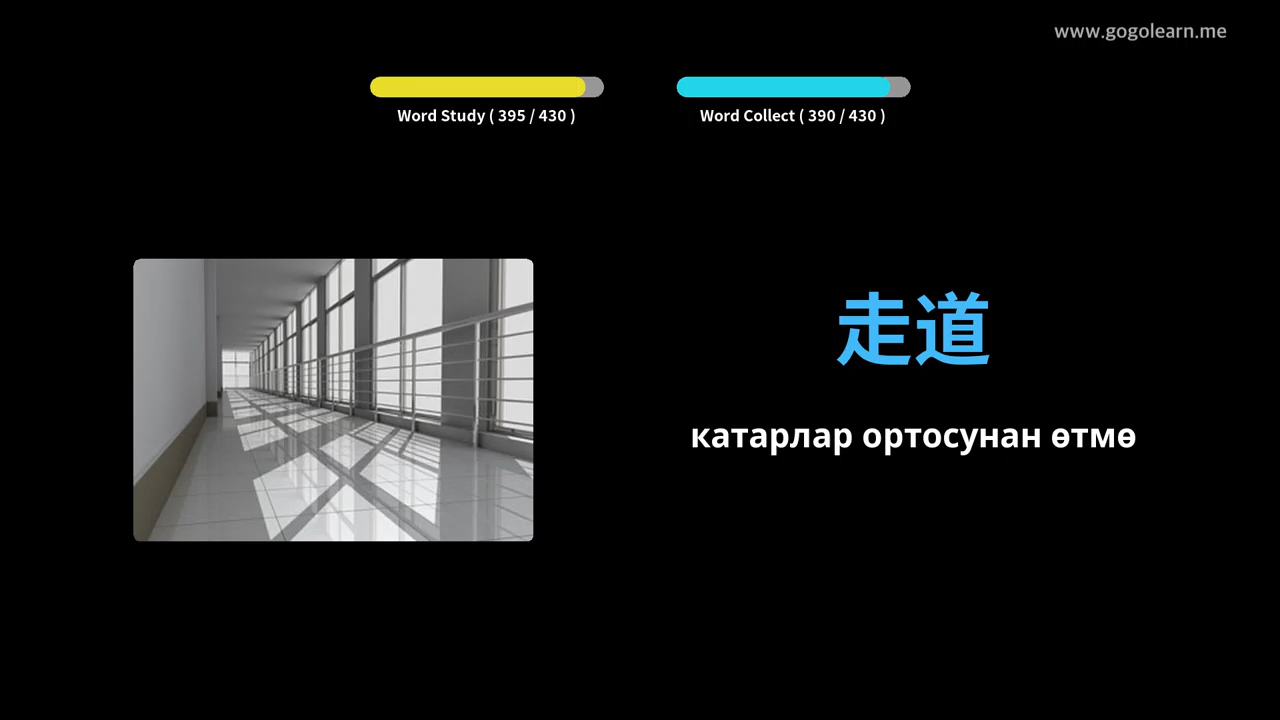 www.gogolearn.me
Word Study ( 395 / 430 )
Word Collect ( 390 / 430 )
走道
катарлар ортосунан өтмө